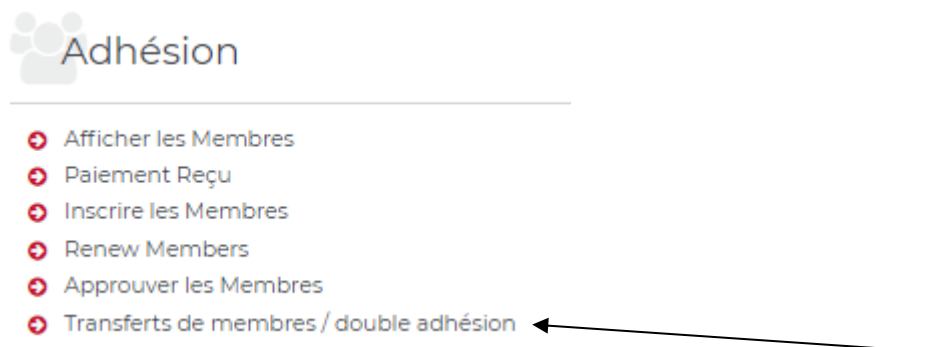 Adhésion
Afficher les Membres
Paiement Reçu
Inscrire les Membres
Renew Members
Approuver les Membres
Transferts de membres / double adhésion